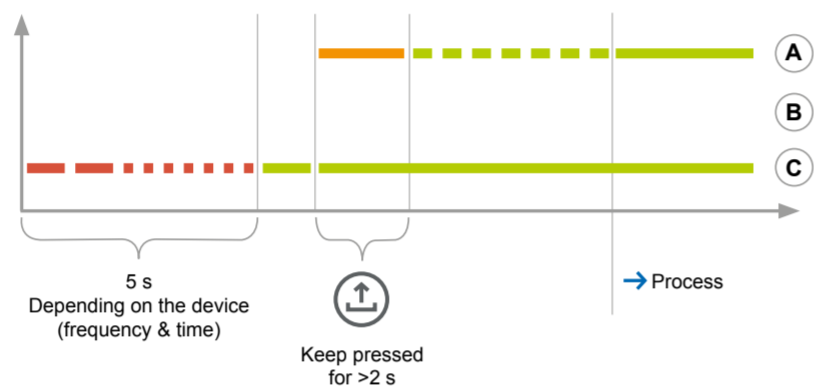 A
B
C
5 s
Depending on the device
(frequency & time)
Keep pressed
for >2 s
Process